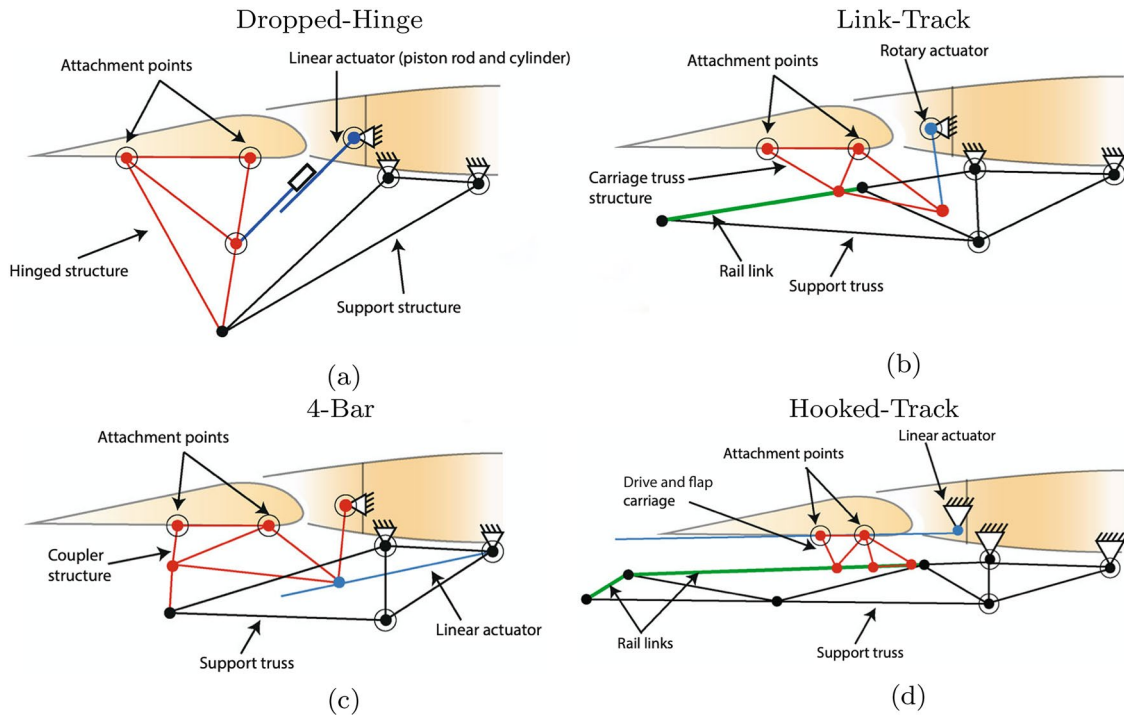 Dropped-Hinge
Attachment points
Linear actuator (piston rod and cylinder)
Hinged structure
Support structure
(a)
Link-Track
Attachment points
Rotary actuator
Carriage truss
structure
Rail link
Support truss
(b)
4-Bar
Attachment points
Coupler
structure
Linear actuator
Support truss
(c)
Hooked-Track
Linear actuator
Attachment points
Drive and flap
carriage
Rail links
Support truss
(d)